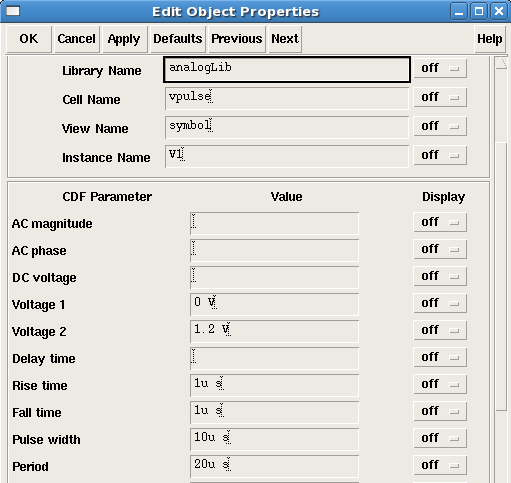 Edit Object Properties
OK Cancel Apply Defaults Previous Next Help
Library Name analogLib off
Cell Name vpulse off
View Name symbol off
Instance Name V1 off
CDF Parameter Value Display
AC magnitude off
AC phase off
DC voltage off
Voltage 1 0 V off
Voltage 2 1.2 V off
Delay time off
Rise time 1u s off
Fall time 1u s off
Pulse width 10u s off
Period 20u s off